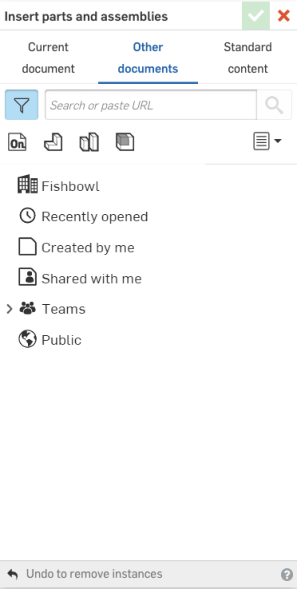 Insert parts and assemblies
Current document
Other documents
Standard content
Search or paste URL
On
Fishbowl
Recently opened
Created by me
Shared with me
Teams
Public
Undo to remove instances
?